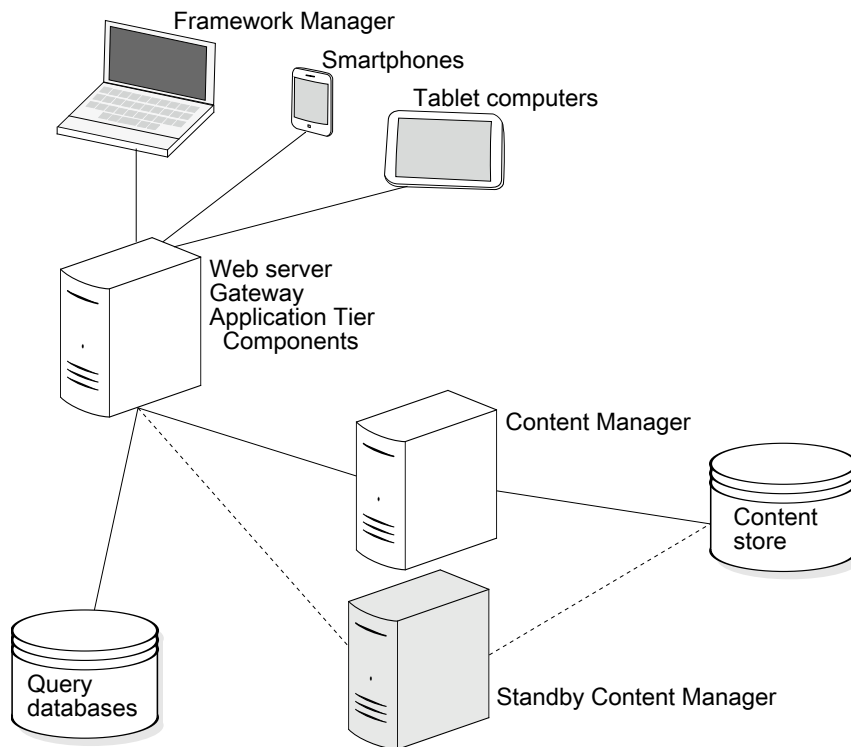 Framework Manager
Smartphones
Tablet computers
Web server
Gateway
Application Tier
Components
Content Manager
Content
store
Query
databases
Standby Content Manager